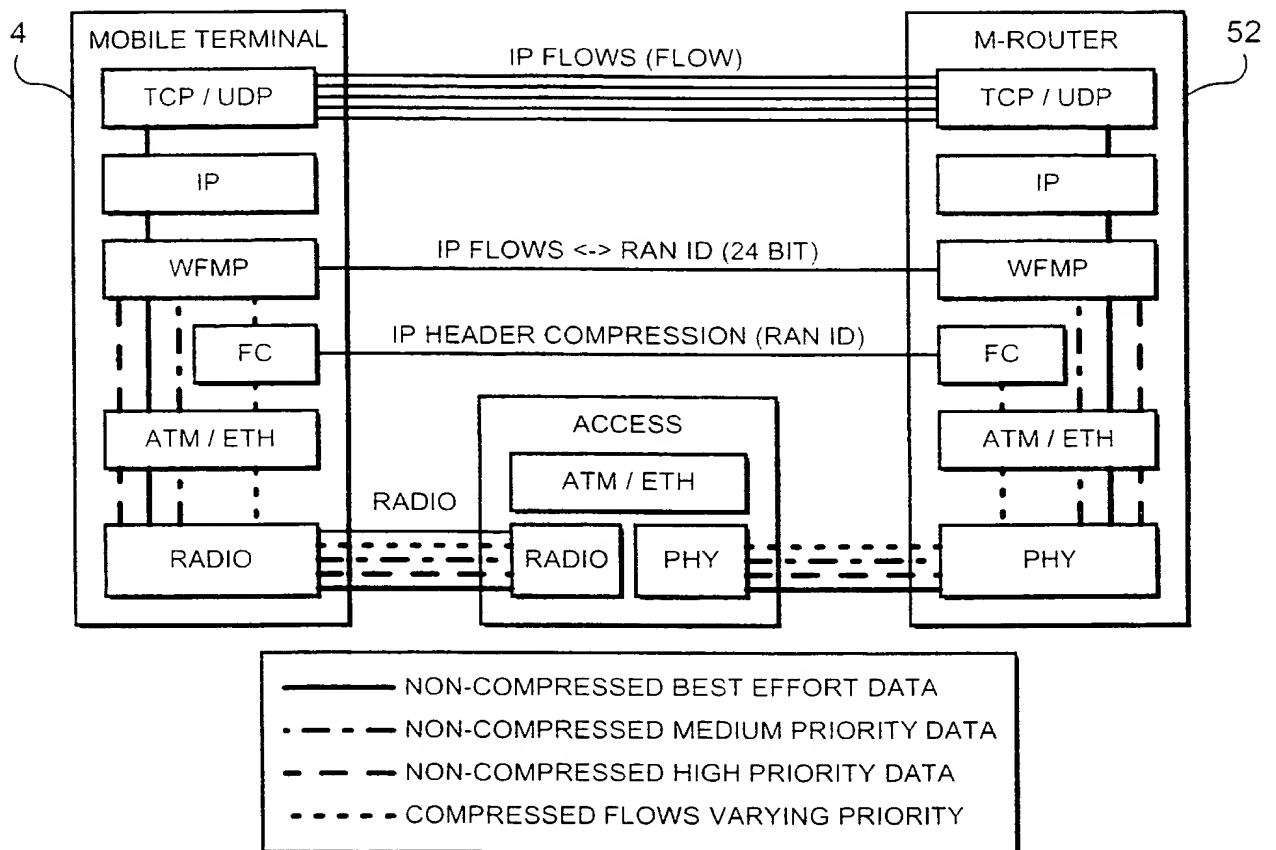 4
MOBILE TERMINAL
TCP / UDP
IP
WFMP
FC
ATM / ETH
RADIO
IP FLOWS (FLOW)
IP FLOWS <-> RAN ID (24 BIT)
IP HEADER COMPRESSION (RAN ID)
RADIO
ACCESS
ATM / ETH
RADIO
PHY
M-ROUTER
52
TCP / UDP
IP
WFMP
FC
ATM / ETH
PHY
NON-COMPRESSED BEST EFFORT DATA
NON-COMPRESSED MEDIUM PRIORITY DATA
NON-COMPRESSED HIGH PRIORITY DATA
COMPRESSED FLOWS VARYING PRIORITY